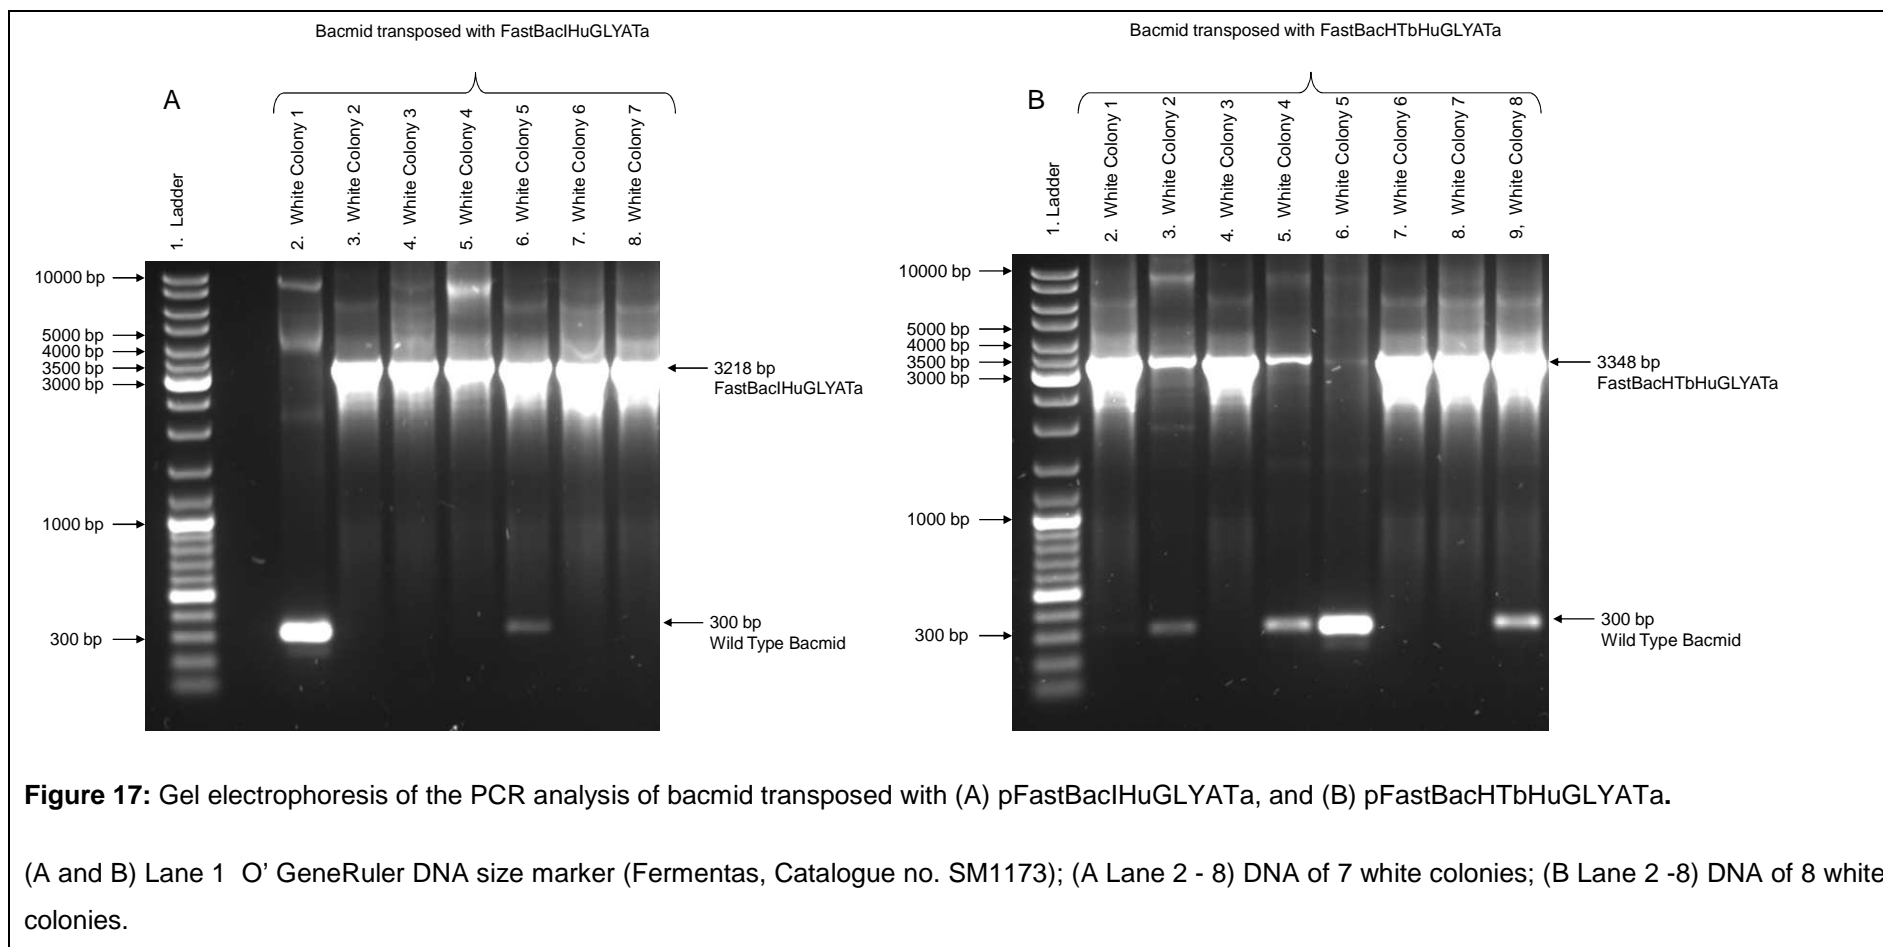 Bacmid transposed with FastBacIHuGLYATa
A
1. Ladder
2. White Colony 1
3. White Colony 2
4. White Colony 3
5. White Colony 4
6. White Colony 5
7. White Colony 6
8. White Colony 7
10000 bp
5000 bp
4000 bp
3500 bp
3000 bp
1000 bp
300 bp
3218 bp
FastBacIHuGLYATa
300 bp
Wild Type Bacmid
Bacmid transposed with FastBacHTbHuGLYATa
B
1. Ladder
2. White Colony 1
3. White Colony 2
4. White Colony 3
5. White Colony 4
6. White Colony 5
7. White Colony 6
8. White Colony 7
9, White Colony 8
10000 bp
5000 bp
4000 bp
3500 bp
3000 bp
1000 bp
300 bp
3348 bp
FastBacHTbHuGLYATa
300 bp
Wild Type Bacmid
Figure 17: Gel electrophoresis of the PCR analysis of bacmid transposed with (A) pFastBacIHuGLYATa, and (B) pFastBacHTbHuGLYATa.
(A and B) Lane 1 O' GeneRuler DNA size marker (Fermentas, Catalogue no. SM1173); (A Lane 2 - 8) DNA of 7 white colonies; (B Lane 2 -8) DNA of 8 white
colonies.